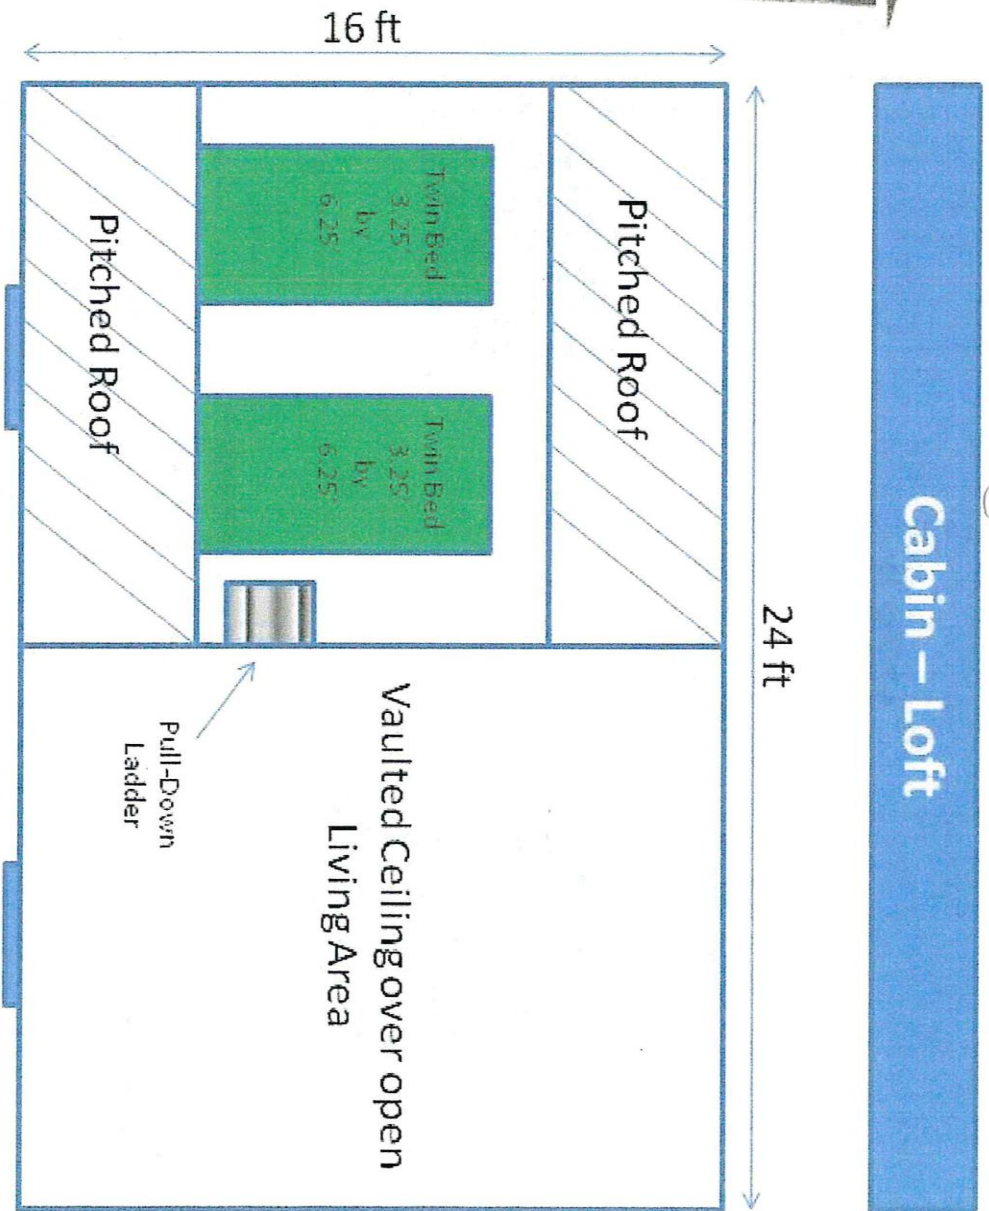 Cabin – Loft
24 ft
16 ft
Pitched Roof
Pitched Roof
Twin Bed
3.25'
by
6.25'
Twin Bed
3.25'
by
6.25'
Vaulted Ceiling over open
Living Area
Pull-Down
Ladder